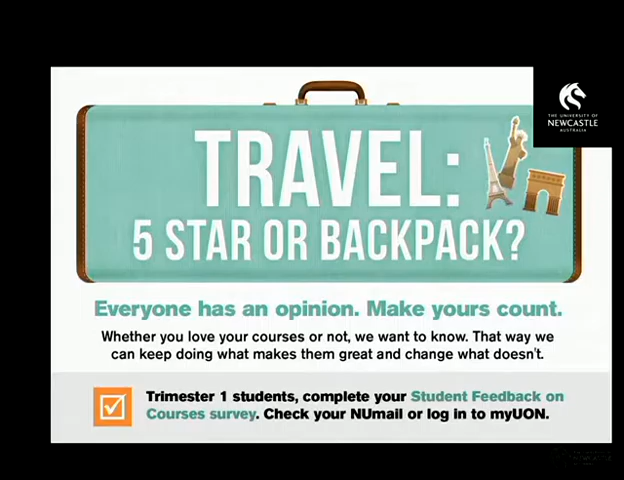 THE UNIVERSITY OF
NEWCASTLE
AUSTRALIA
TRAVEL:
5 STAR OR BACKPACK?
Everyone has an opinion. Make yours count.
Whether you love your courses or not, we want to know. That way we
can keep doing what makes them great and change what doesn't.
Trimester 1 students, complete your Student Feedback on
Courses survey. Check your NUmail or log in to myUON.